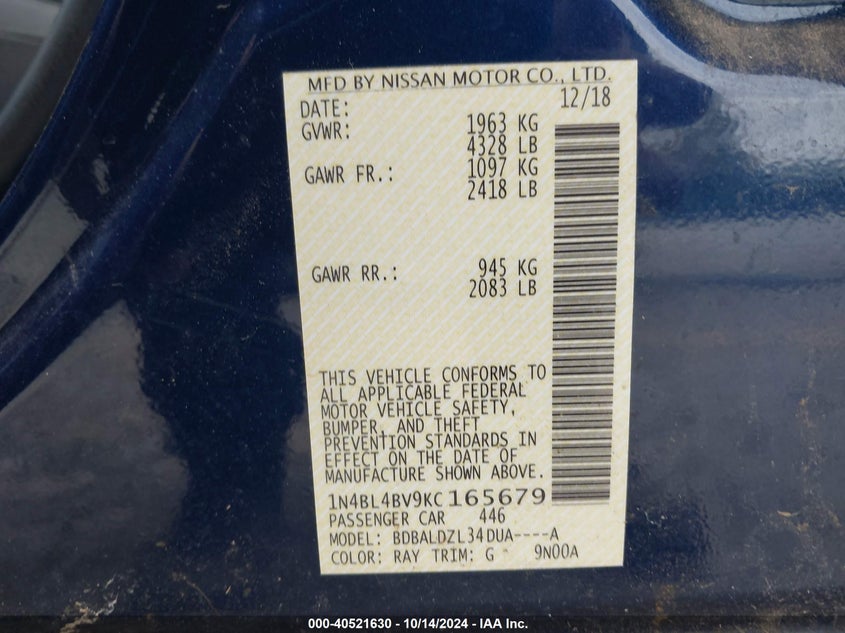 MFD BY NISSAN MOTOR CO., LTD.
DATE: 12/18
GVWR: 1963 KG
4328 LB
GAWR FR.: 1097 KG
2418 LB
GAWR RR.: 945 KG
2083 LB
THIS VEHICLE CONFORMS TO
ALL APPLICABLE FEDERAL
MOTOR VEHICLE SAFETY,
BUMPER, AND THEFT
PREVENTION STANDARDS IN
EFFECT ON THE DATE OF
MANUFACTURE SHOWN ABOVE.
1N4BL4BV9KC165679
PASSENGER CAR 446
MODEL: BDBALDZL34DUA----A
COLOR: RAY TRIM: G 9N00A
000-40521630 - 10/14/2024 - IAA Inc.